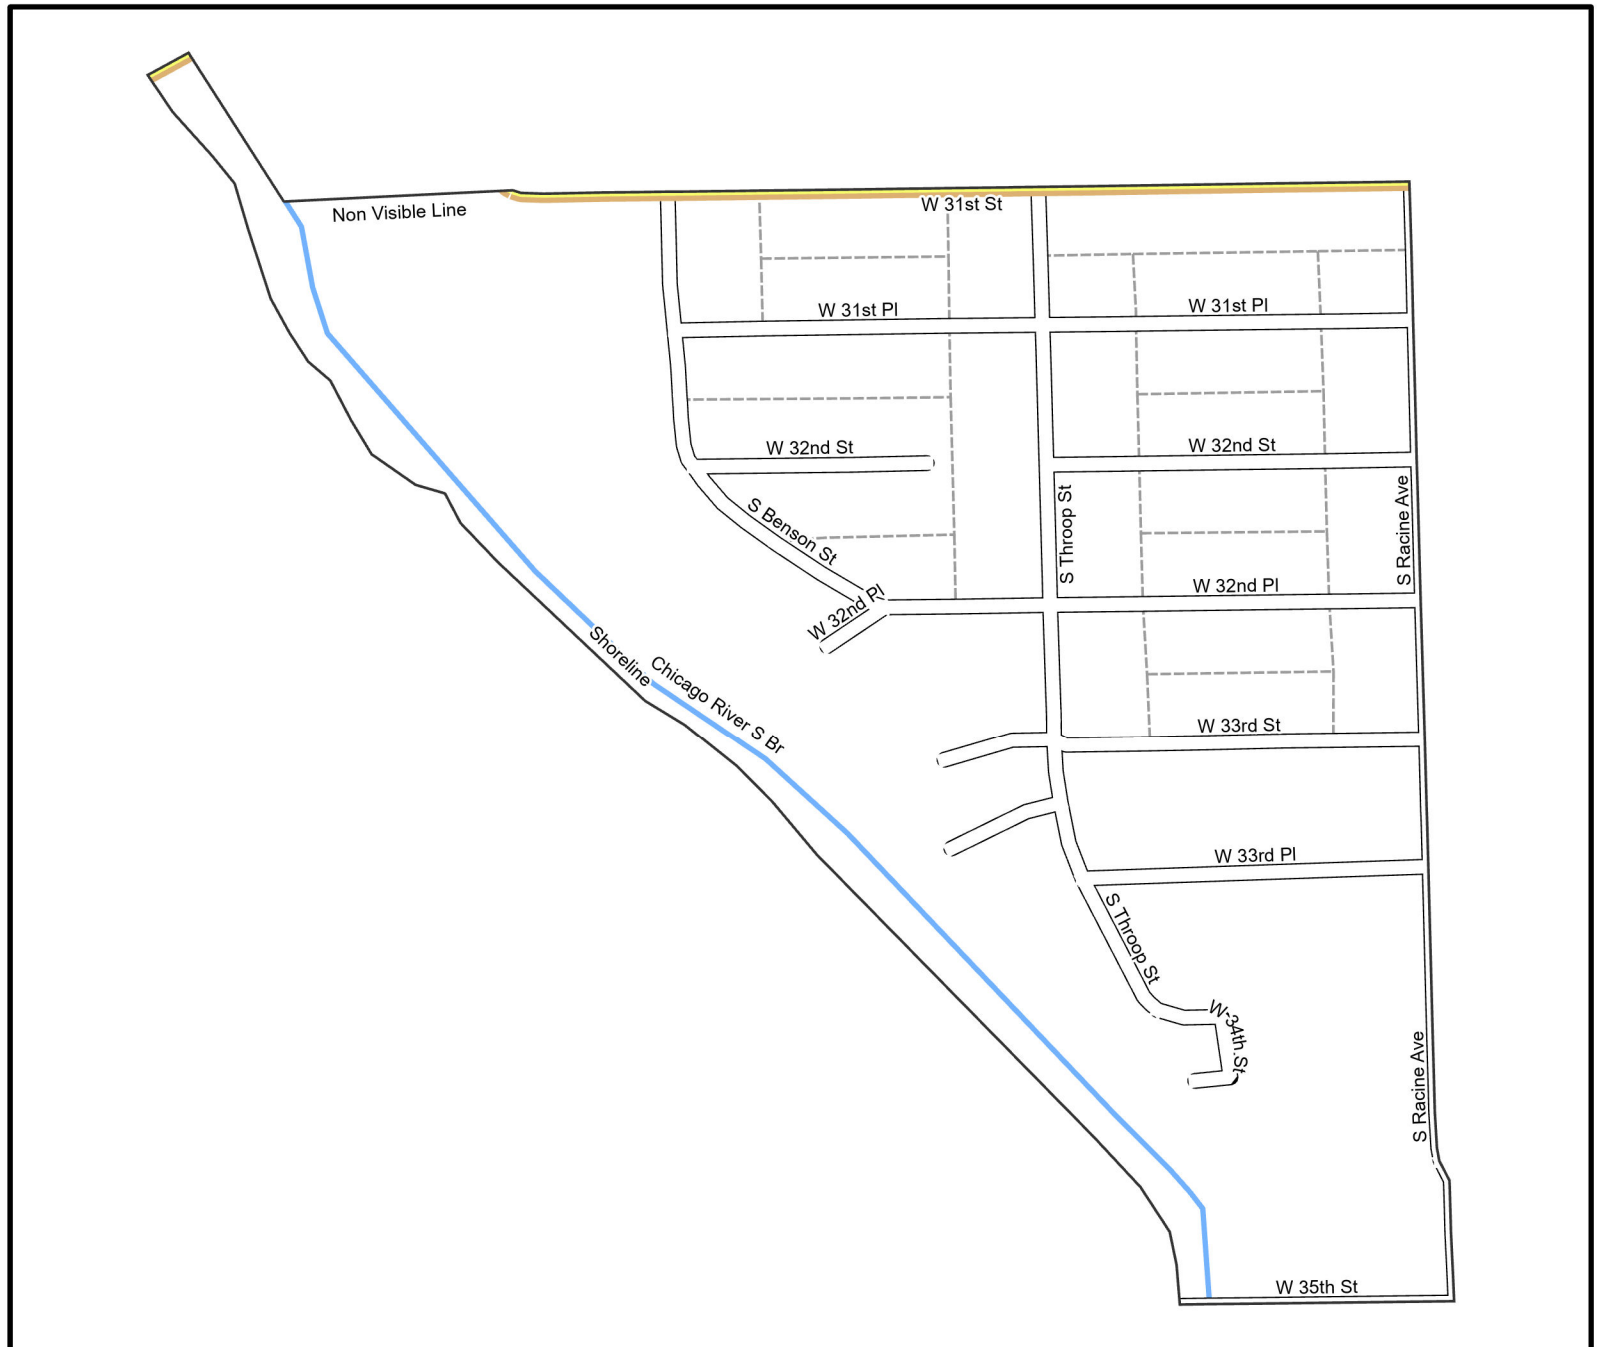 Non Visible Line
W 31st St
W 31st Pl
W 31st Pl
W 32nd St
W 32nd St
S Throop St
S Racine Ave
S Benson St
W 32nd Pl
W 32nd Pl
Shoreline
Chicago River S Br
W 33rd St
W 33rd Pl
S Throop St
W 34th St
S Racine Ave
W 35th St